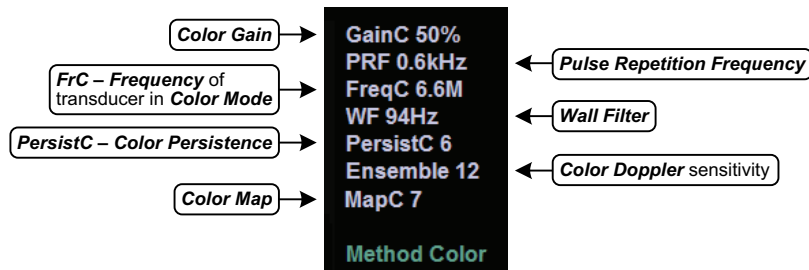 Color Gain
FrC – Frequency of
transducer in Color Mode
PersistC – Color Persistence
Color Map
GainC 50%
PRF 0.6kHz
FreqC 6.6M
WF 94Hz
PersistC 6
Ensemble 12
MapC 7
Method Color
Pulse Repetition Frequency
Wall Filter
Color Doppler sensitivity